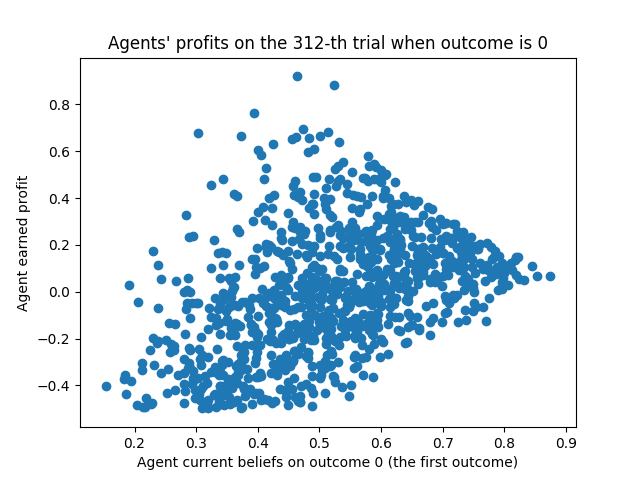 Agents' profits on the 312-th trial when outcome is 0
Agent earned profit
0.8
0.6
0.4
0.2
0.0
−0.2
−0.4
0.2 0.3 0.4 0.5 0.6 0.7 0.8 0.9
Agent current beliefs on outcome 0 (the first outcome)